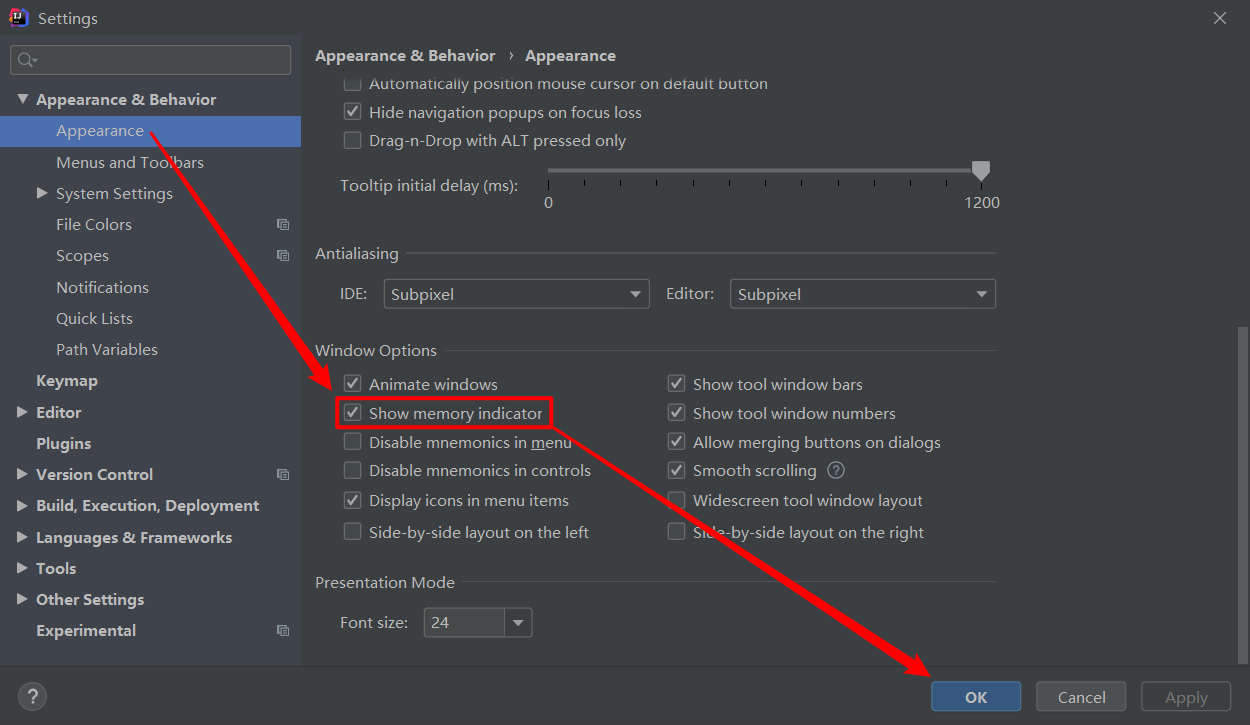 Settings
Appearance & Behavior
Appearance
Menus and Toolbars
System Settings
File Colors
Scopes
Notifications
Quick Lists
Path Variables
Keymap
Editor
Plugins
Version Control
Build, Execution, Deployment
Languages & Frameworks
Tools
Other Settings
Experimental
Appearance & Behavior › Appearance
Automatically position mouse cursor on default button
Hide navigation popups on focus loss
Drag-n-Drop with ALT pressed only
Tooltip initial delay (ms):
0 1200
Antialiasing
IDE: Subpixel Editor: Subpixel
Window Options
Animate windows Show tool window bars
Show memory indicator Show tool window numbers
Disable mnemonics in menu Allow merging buttons on dialogs
Disable mnemonics in controls Smooth scrolling ?
Display icons in menu items Widescreen tool window layout
Side-by-side layout on the left Side-by-side layout on the right
Presentation Mode
Font size: 24
? OK Cancel Apply